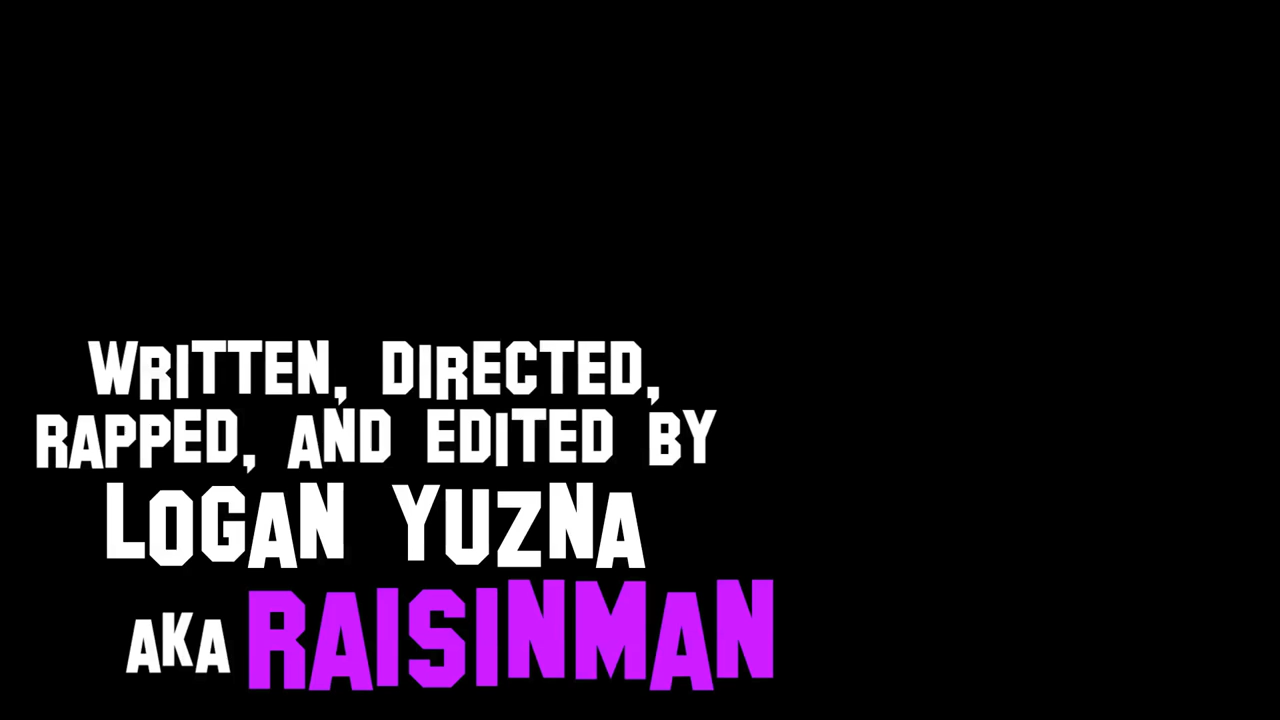 WRITTEN, DIRECTED,
RAPPED, AND EDITED BY
LOGAN YUZNA
AKA RAISINMAN